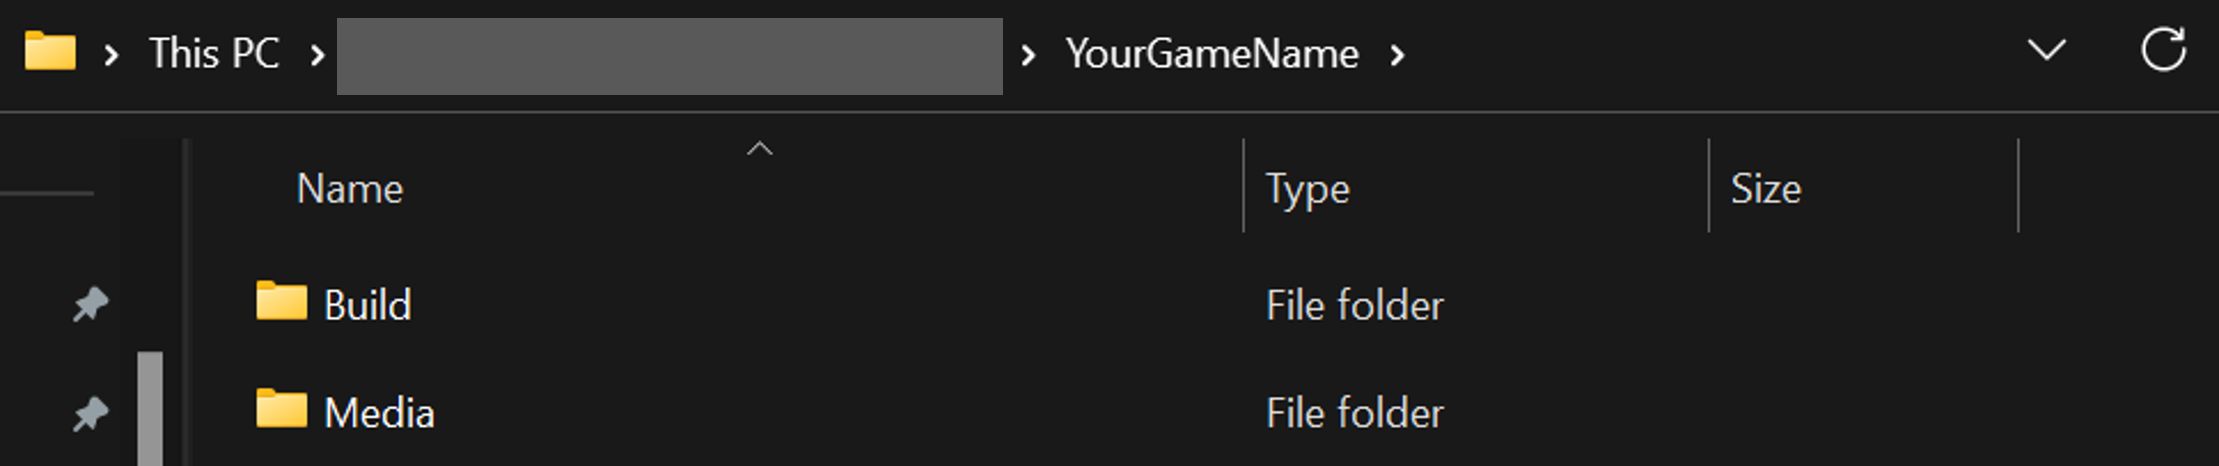 This PC YourGameName
Name Type Size
Build File folder
Media File folder